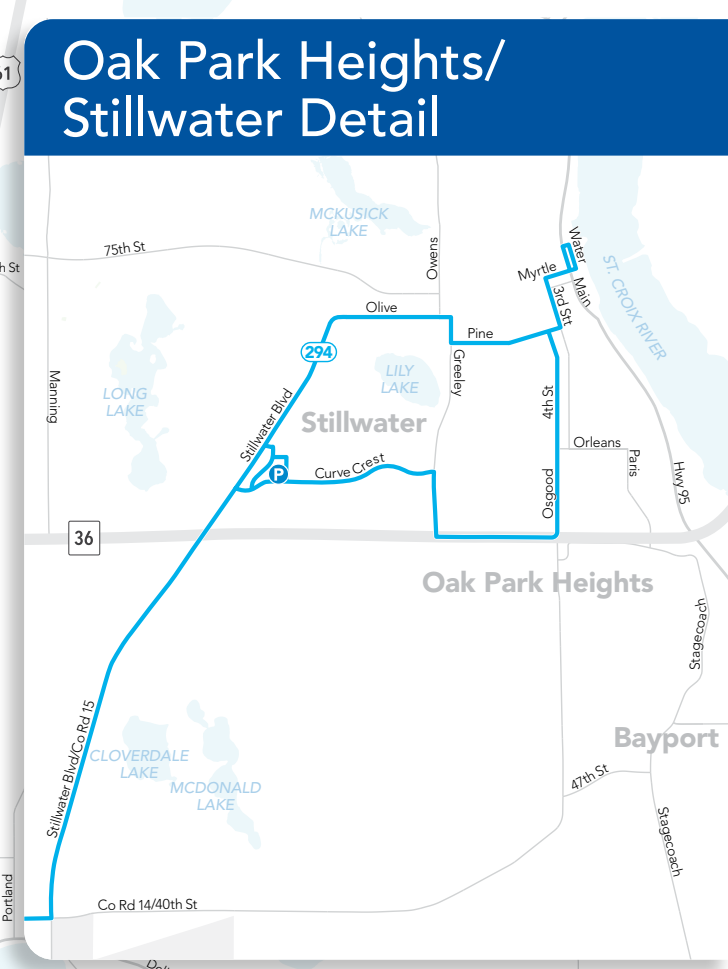 Oak Park Heights/
Stillwater Detail
61
MCKUSICK
LAKE
75th St
h St
Owens
Water
Myrtle
Main
3rd Stt
ST. CROIX RIVER
Olive
Pine
294
Greeley
LILY
LAKE
LONG
LAKE
Manning
Stillwater Blvd
Stillwater
4th St
Orleans
Paris
P
Curve Crest
Osgood
Hwy 95
36
Oak Park Heights
Stagecoach
Bayport
Stillwater Blvd/Co Rd 15
CLOVERDALE
LAKE
MCDONALD
LAKE
47th St
Stagecoach
Portland
Co Rd 14/40th St